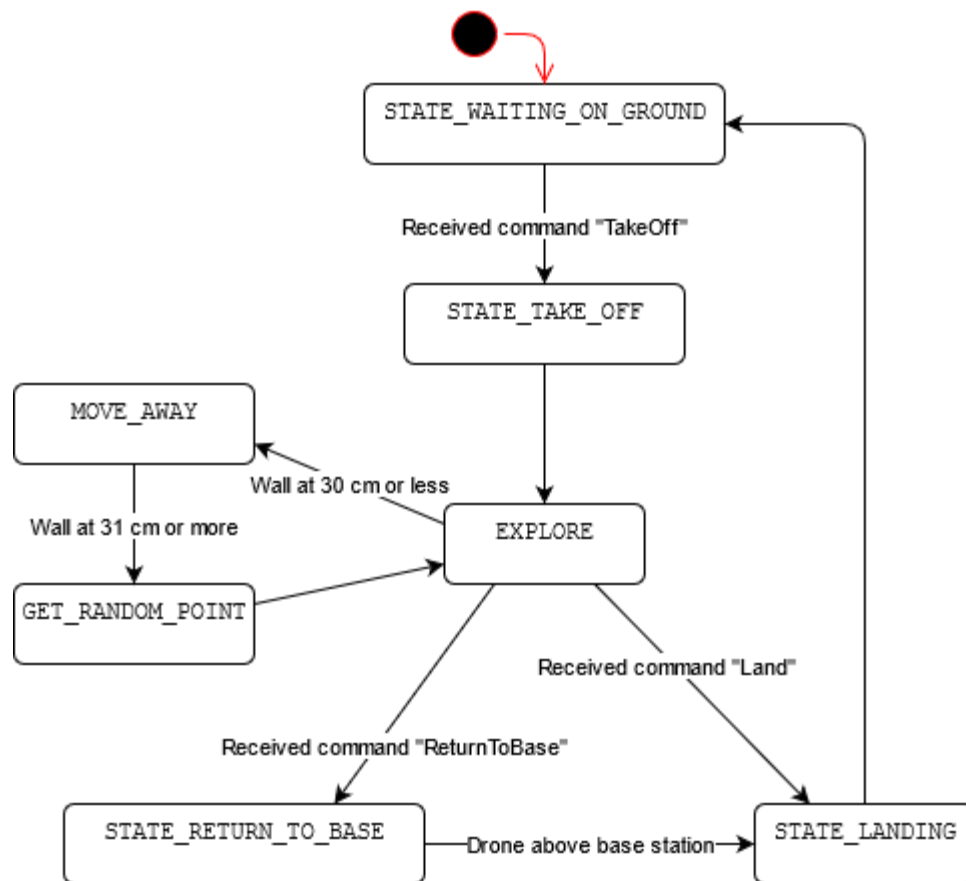 STATE_WAITING_ON_GROUND
Received command "TakeOff"
STATE_TAKE_OFF
MOVE_AWAY
Wall at 30 cm or less
Wall at 31 cm or more
EXPLORE
GET_RANDOM_POINT
Received command "Land"
Received command "ReturnToBase"
STATE_RETURN_TO_BASE
Drone above base station
STATE_LANDING